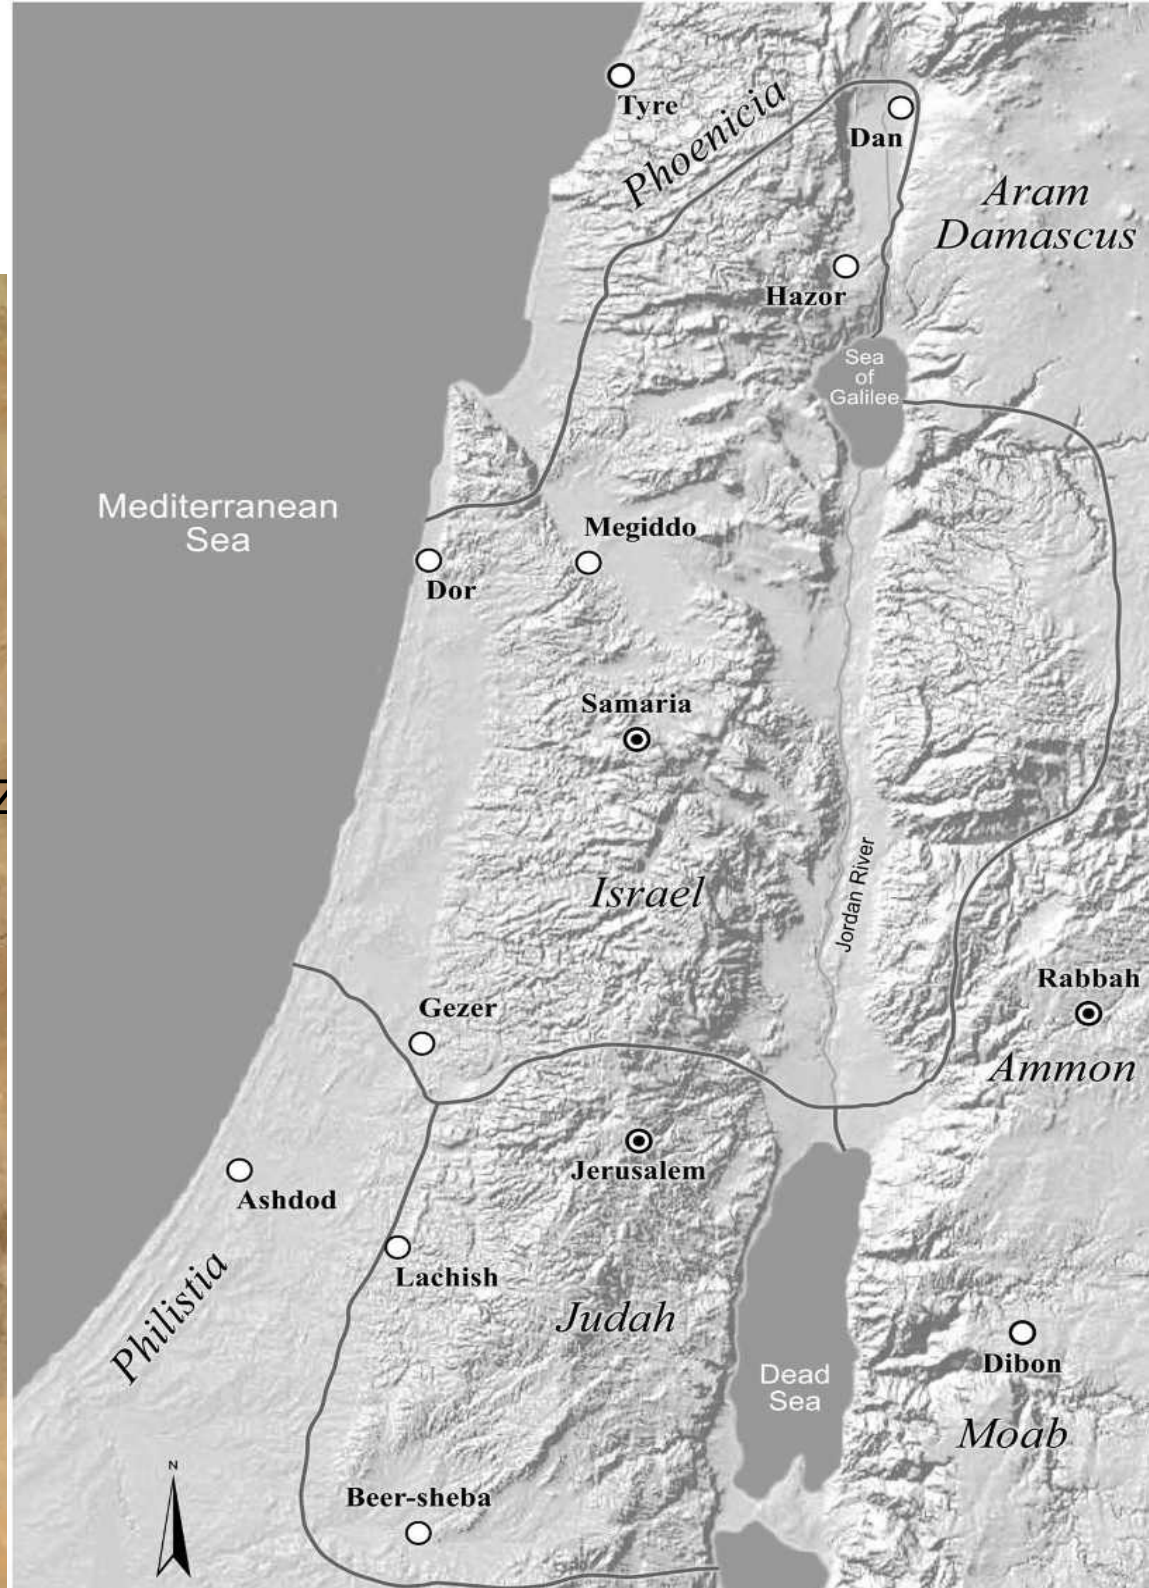 Tyre
Phoenicia
Dan
Aram
Damascus
Hazor
Sea
of
Galilee
Mediterranean
Sea
Megiddo
Dor
Samaria
Jordan River
Israel
Rabbah
Gezer
Ammon
Jerusalem
Ashdod
Lachish
Philistia
Judah
Dibon
Dead
Sea
Moab
N
Beer-sheba